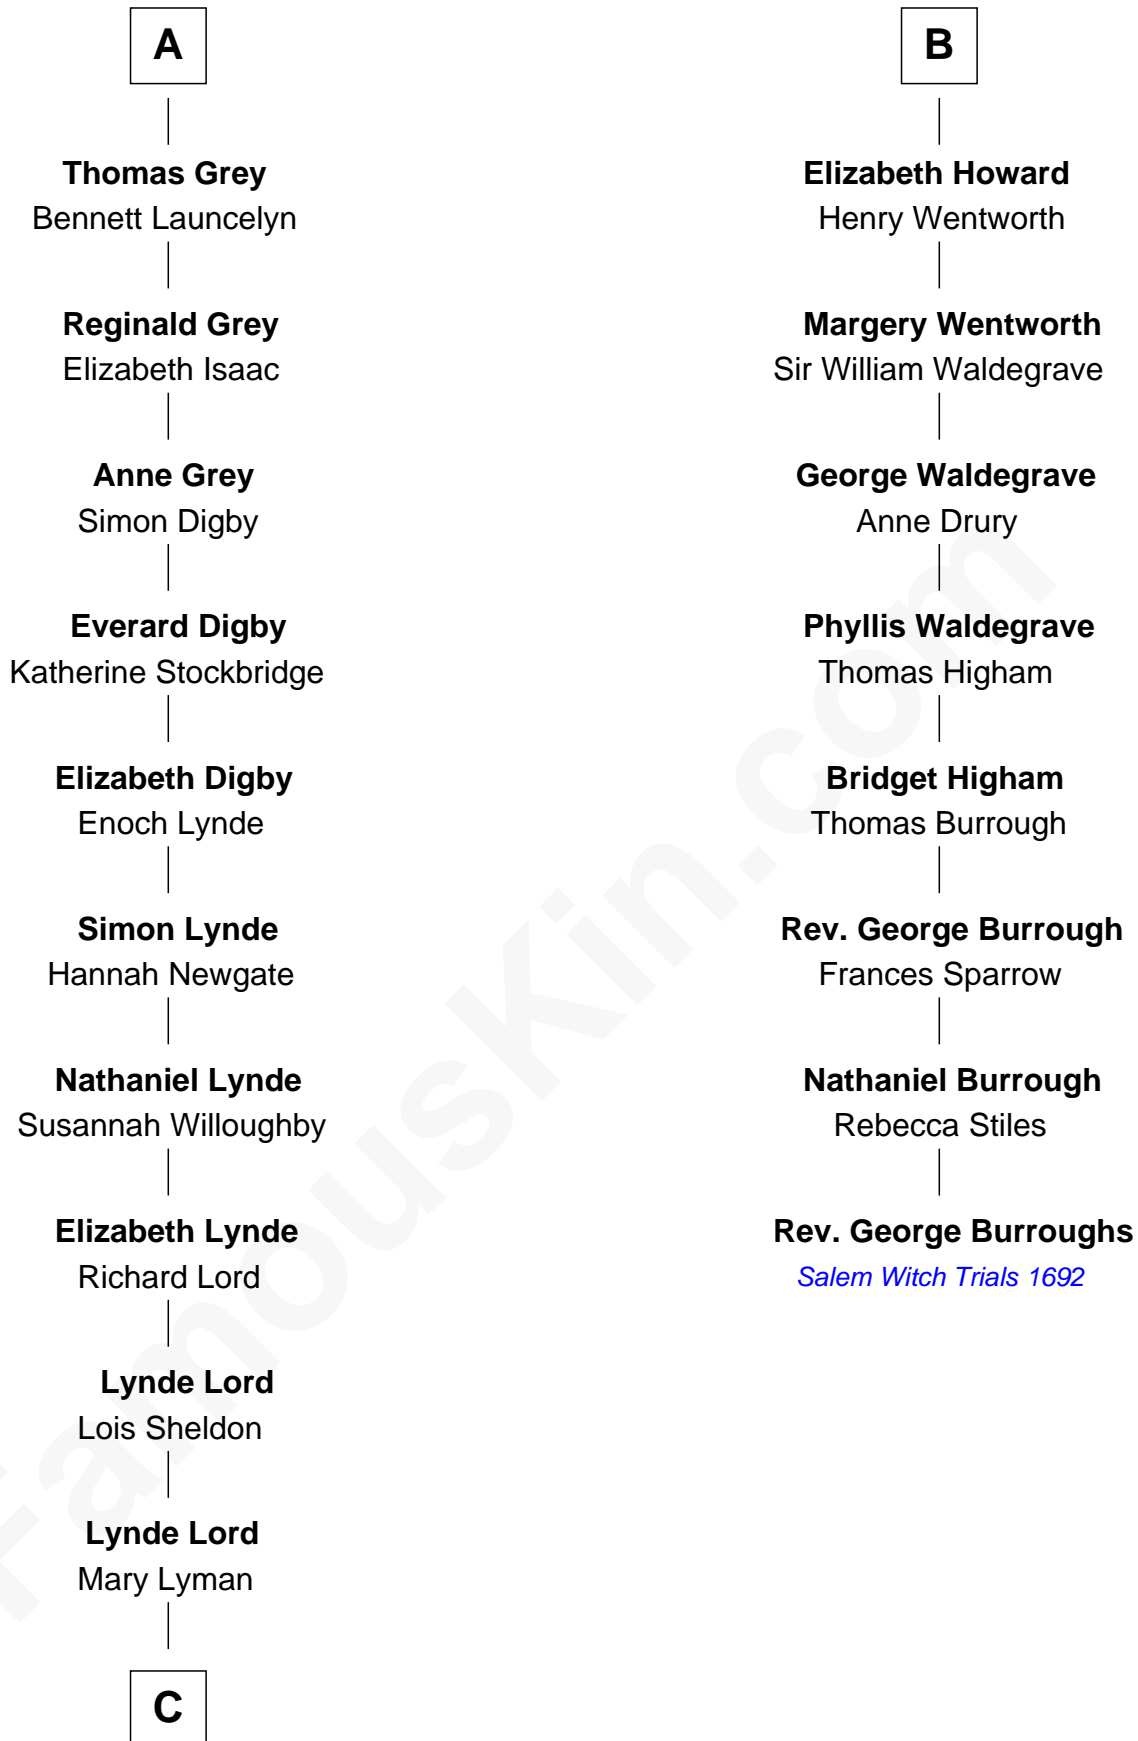 A
Thomas Grey
Bennett Launcelyn
Reginald Grey
Elizabeth Isaac
Anne Grey
Simon Digby
Everard Digby
Katherine Stockbridge
Elizabeth Digby
Enoch Lynde
Simon Lynde
Hannah Newgate
Nathaniel Lynde
Susannah Willoughby
Elizabeth Lynde
Richard Lord
Lynde Lord
Lois Sheldon
Lynde Lord
Mary Lyman
C
B
Elizabeth Howard
Henry Wentworth
Margery Wentworth
Sir William Waldegrave
George Waldegrave
Anne Drury
Phyllis Waldegrave
Thomas Higham
Bridget Higham
Thomas Burrough
Rev. George Burrough
Frances Sparrow
Nathaniel Burrough
Rebecca Stiles
Rev. George Burroughs
Salem Witch Trials 1692
FamousKin.com